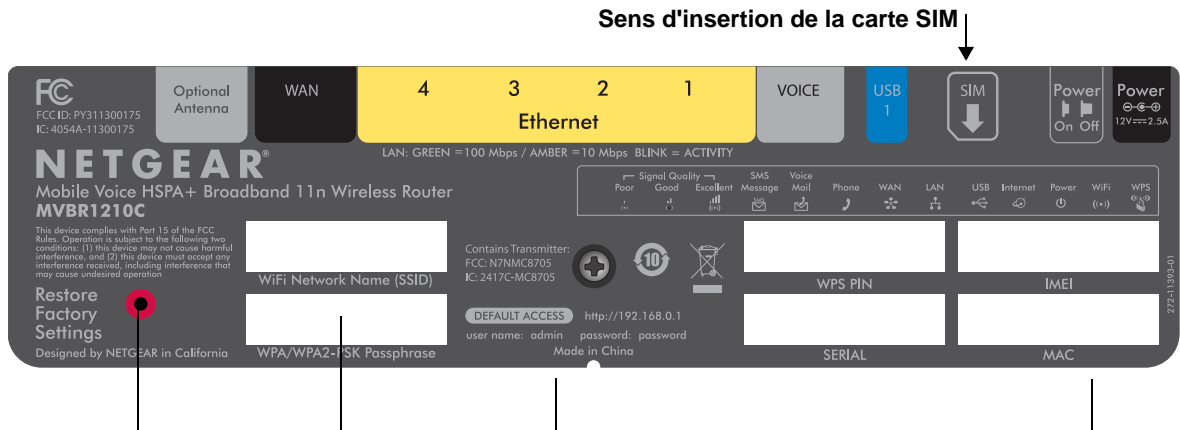 Sens d'insertion de la carte SIM
FC
FCC ID: PY311300175
IC: 4054A-11300175
Optional
Antenna
WAN
4 3 2 1
Ethernet
VOICE
USB
1
SIM
Power
On Off
Power
12V 2.5A
LAN: GREEN =100 Mbps / AMBER =10 Mbps BLINK = ACTIVITY
NETGEAR®
Mobile Voice HSPA+ Broadband 11n Wireless Router
MVBR1210C
Signal Quality
Poor Good Excellent
SMS
Message
Voice
Mail
Phone
WAN
LAN
USB
Internet
Power
WiFi
WPS
This device complies with Part 15 of the FCC
Rules. Operation is subject to the following two
conditions: (1) this device may not cause harmful
interference, and (2) this device must accept any
interference received, including interference that
may cause undesired operation
WiFi Network Name (SSID)
Contains Transmitter:
FCC: N7NMC8705
IC: 2417C-MC8705
10
WPS PIN
IMEI
272-11393-01
Restore
Factory
Settings
Designed by NETGEAR in California
WPA/WPA2-PSK Passphrase
DEFAULT ACCESS http://192.168.0.1
user name: admin password: password
Made in China
SERIAL
MAC